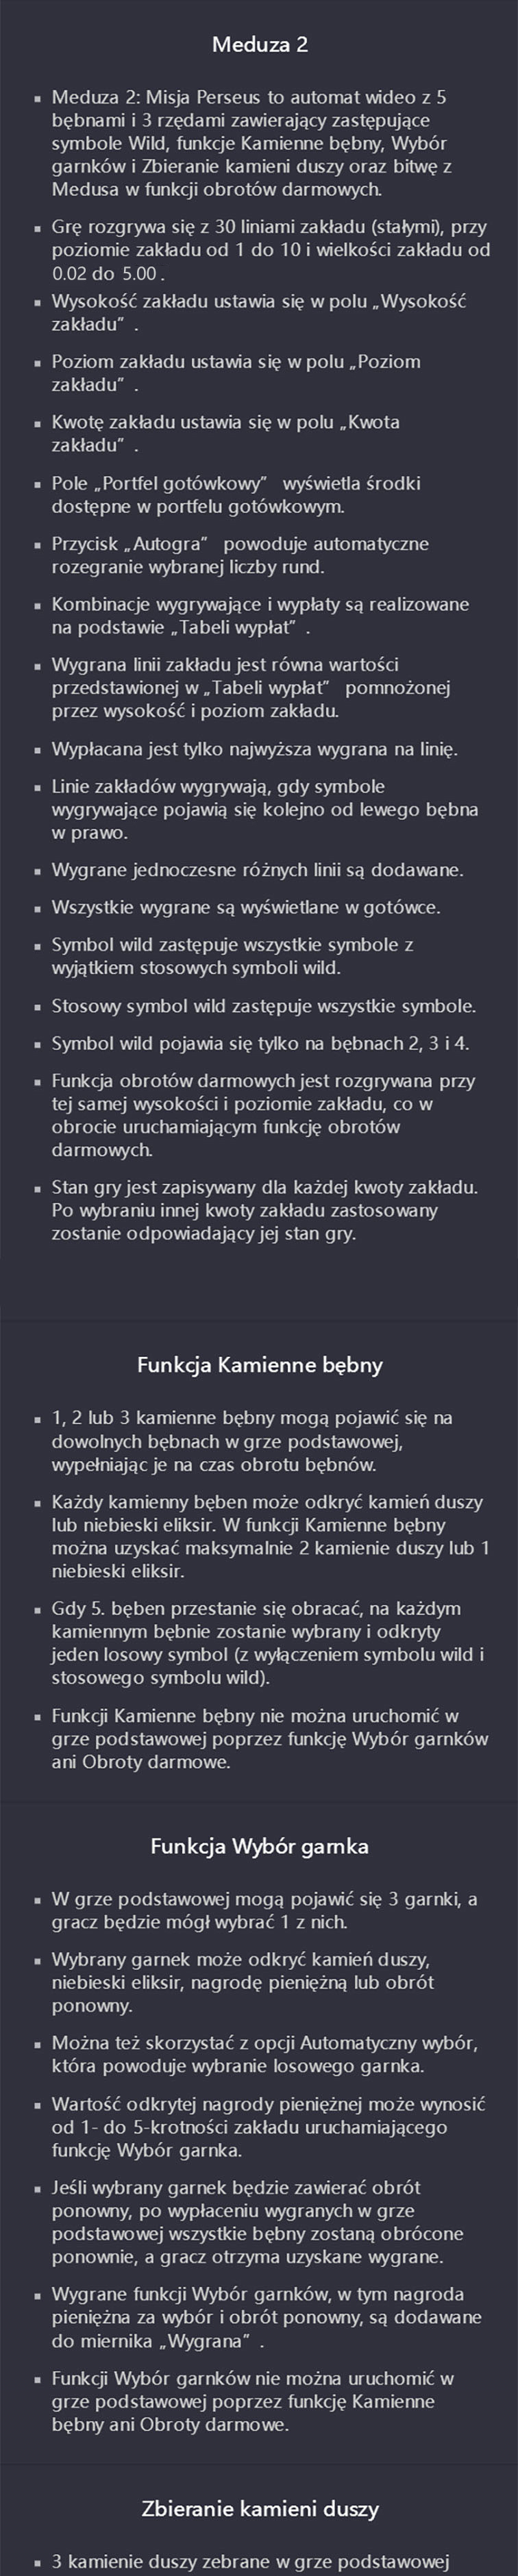 Meduza 2
▪ Meduza 2: Misja Perseus to automat wideo z 5
bębnami i 3 rzędami zawierający zastępujące
symbole Wild, funkcje Kamienne bębny, Wybór
garnków i Zbieranie kamieni duszy oraz bitwę z
Medusa w funkcji obrotów darmowych.
▪ Grę rozgrywa się z 30 liniami zakładu (stałymi), przy
poziomie zakładu od 1 do 10 i wielkości zakładu od
0.02 do 5.00 .
▪ Wysokość zakładu ustawia się w polu „Wysokość
zakładu” .
▪ Poziom zakładu ustawia się w polu „Poziom
zakładu” .
▪ Kwotę zakładu ustawia się w polu „Kwota
zakładu” .
▪ Pole „Portfel gotówkowy” wyświetla środki
dostępne w portfelu gotówkowym.
▪ Przycisk „Autogra” powoduje automatyczne
rozegranie wybranej liczby rund.
▪ Kombinacje wygrywające i wypłaty są realizowane
na podstawie „Tabeli wypłat” .
▪ Wygrana linii zakładu jest równa wartości
przedstawionej w „Tabeli wypłat” pomnożonej
przez wysokość i poziom zakładu.
▪ Wypłacana jest tylko najwyższa wygrana na linię.
▪ Linie zakładów wygrywają, gdy symbole
wygrywające pojawią się kolejno od lewego bębna
w prawo.
▪ Wygrane jednoczesne różnych linii są dodawane.
▪ Wszystkie wygrane są wyświetlane w gotówce.
▪ Symbol wild zastępuje wszystkie symbole z
wyjątkiem stosowych symboli wild.
▪ Stosowy symbol wild zastępuje wszystkie symbole.
▪ Symbol wild pojawia się tylko na bębnach 2, 3 i 4.
▪ Funkcja obrotów darmowych jest rozgrywana przy
tej samej wysokości i poziomie zakładu, co w
obrocie uruchamiającym funkcję obrotów
darmowych.
▪ Stan gry jest zapisywany dla każdej kwoty zakładu.
Po wybraniu innej kwoty zakładu zastosowany
zostanie odpowiadający jej stan gry.
Funkcja Kamienne bębny
▪ 1, 2 lub 3 kamienne bębny mogą pojawić się na
dowolnych bębnach w grze podstawowej,
wypełniając je na czas obrotu bębnów.
▪ Każdy kamienny bęben może odkryć kamień duszy
lub niebieski eliksir. W funkcji Kamienne bębny
można uzyskać maksymalnie 2 kamienie duszy lub 1
niebieski eliksir.
▪ Gdy 5. bęben przestanie się obracać, na każdym
kamiennym bębnie zostanie wybrany i odkryty
jeden losowy symbol (z wyłączeniem symbolu wild i
stosowego symbolu wild).
▪ Funkcji Kamienne bębny nie można uruchomić w
grze podstawowej poprzez funkcję Wybór garnków
ani Obroty darmowe.
Funkcja Wybór garnka
▪ W grze podstawowej mogą pojawić się 3 garnki, a
gracz będzie mógł wybrać 1 z nich.
▪ Wybrany garnek może odkryć kamień duszy,
niebieski eliksir, nagrodę pieniężną lub obrót
ponowny.
▪ Można też skorzystać z opcji Automatyczny wybór,
która powoduje wybranie losowego garnka.
▪ Wartość odkrytej nagrody pieniężnej może wynosić
od 1- do 5-krotności zakładu uruchamiającego
funkcję Wybór garnka.
▪ Jeśli wybrany garnek będzie zawierać obrót
ponowny, po wypłaceniu wygranych w grze
podstawowej wszystkie bębny zostaną obrócone
ponownie, a gracz otrzyma uzyskane wygrane.
▪ Wygrane funkcji Wybór garnków, w tym nagroda
pieniężna za wybór i obrót ponowny, są dodawane
do miernika „Wygrana” .
▪ Funkcji Wybór garnków nie można uruchomić w
grze podstawowej poprzez funkcję Kamienne
bębny ani Obroty darmowe.
Zbieranie kamieni duszy
▪ 3 kamienie duszy zebrane w grze podstawowej